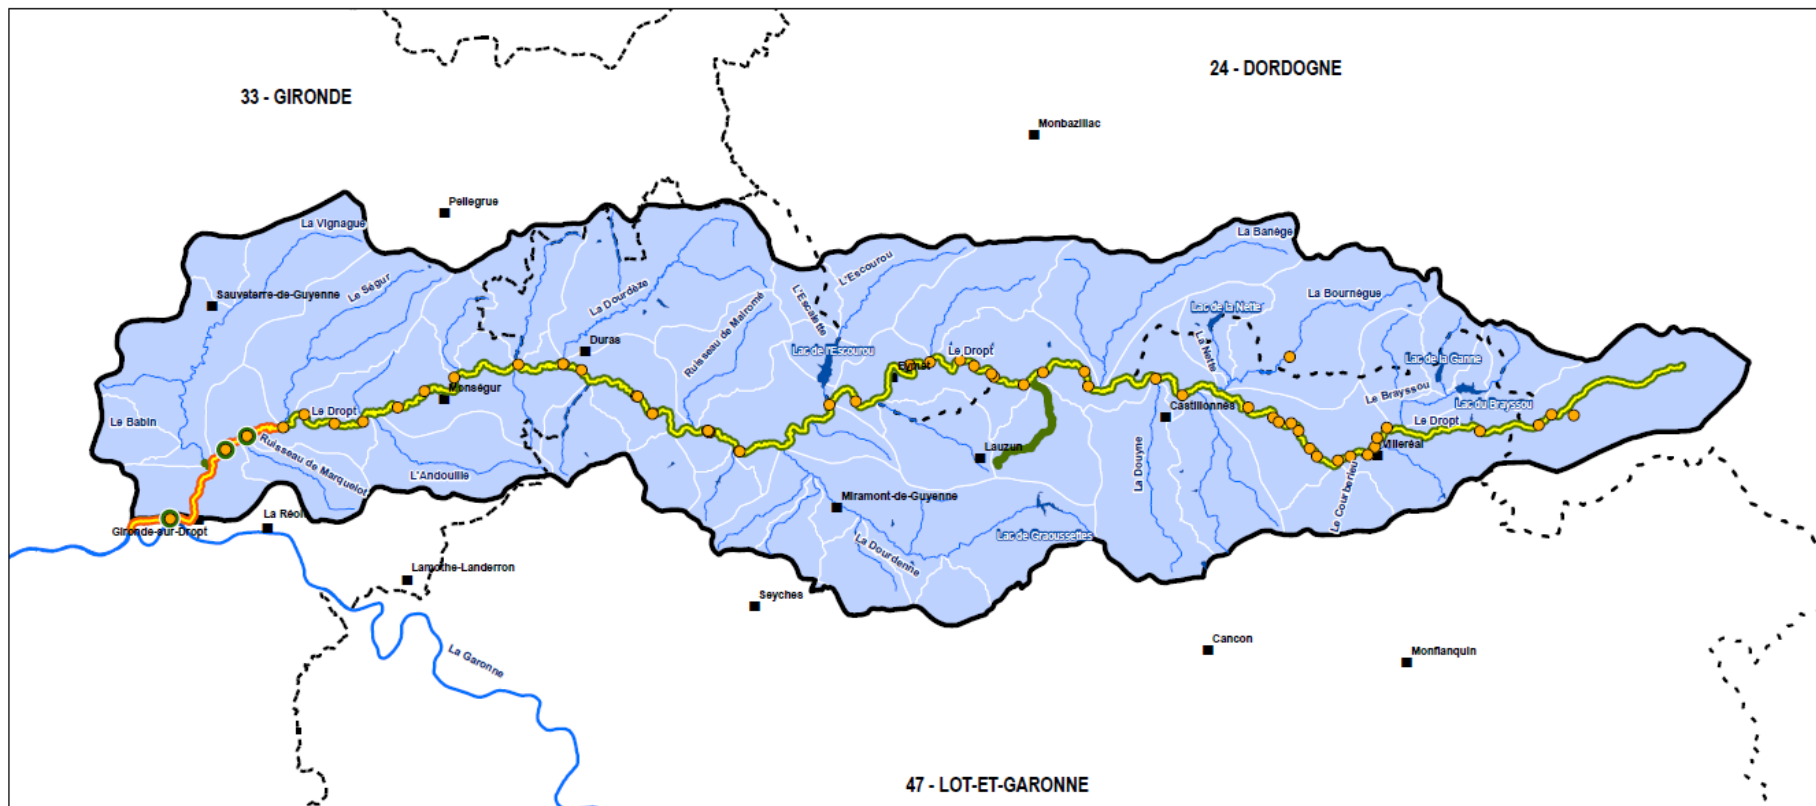 24 - DORDOGNE
33 - GIRONDE
Monbazillac
Pellegrue
La Vignague
La Banège
L'Escourou
Le Ségur
Sauveterre-de-Guyenne
La Dourdèze
L'Escalette
La Bournègue
Lac de la Nette
Ruisseau de Malromé
Duras
Lac de l'Escourou
Le Dropt
La Nette
Lac de la Ganne
Eymet
Monségur
Le Brayssou
Lac du Brayssou
Le Babin
Le Dropt
Castillonnès
Le Dropt
Ruisseau de Marquelot
Lauzun
Villeréal
L'Andouille
La Douyne
Miramont-de-Guyenne
Le Courberieu
La Réole
Gironde-sur-Dropt
Lac de Graoussettes
La Dourdenne
Lamothe-Landerron
Seyches
Cancon
Monflanquin
La Garonne
47 - LOT-ET-GARONNE